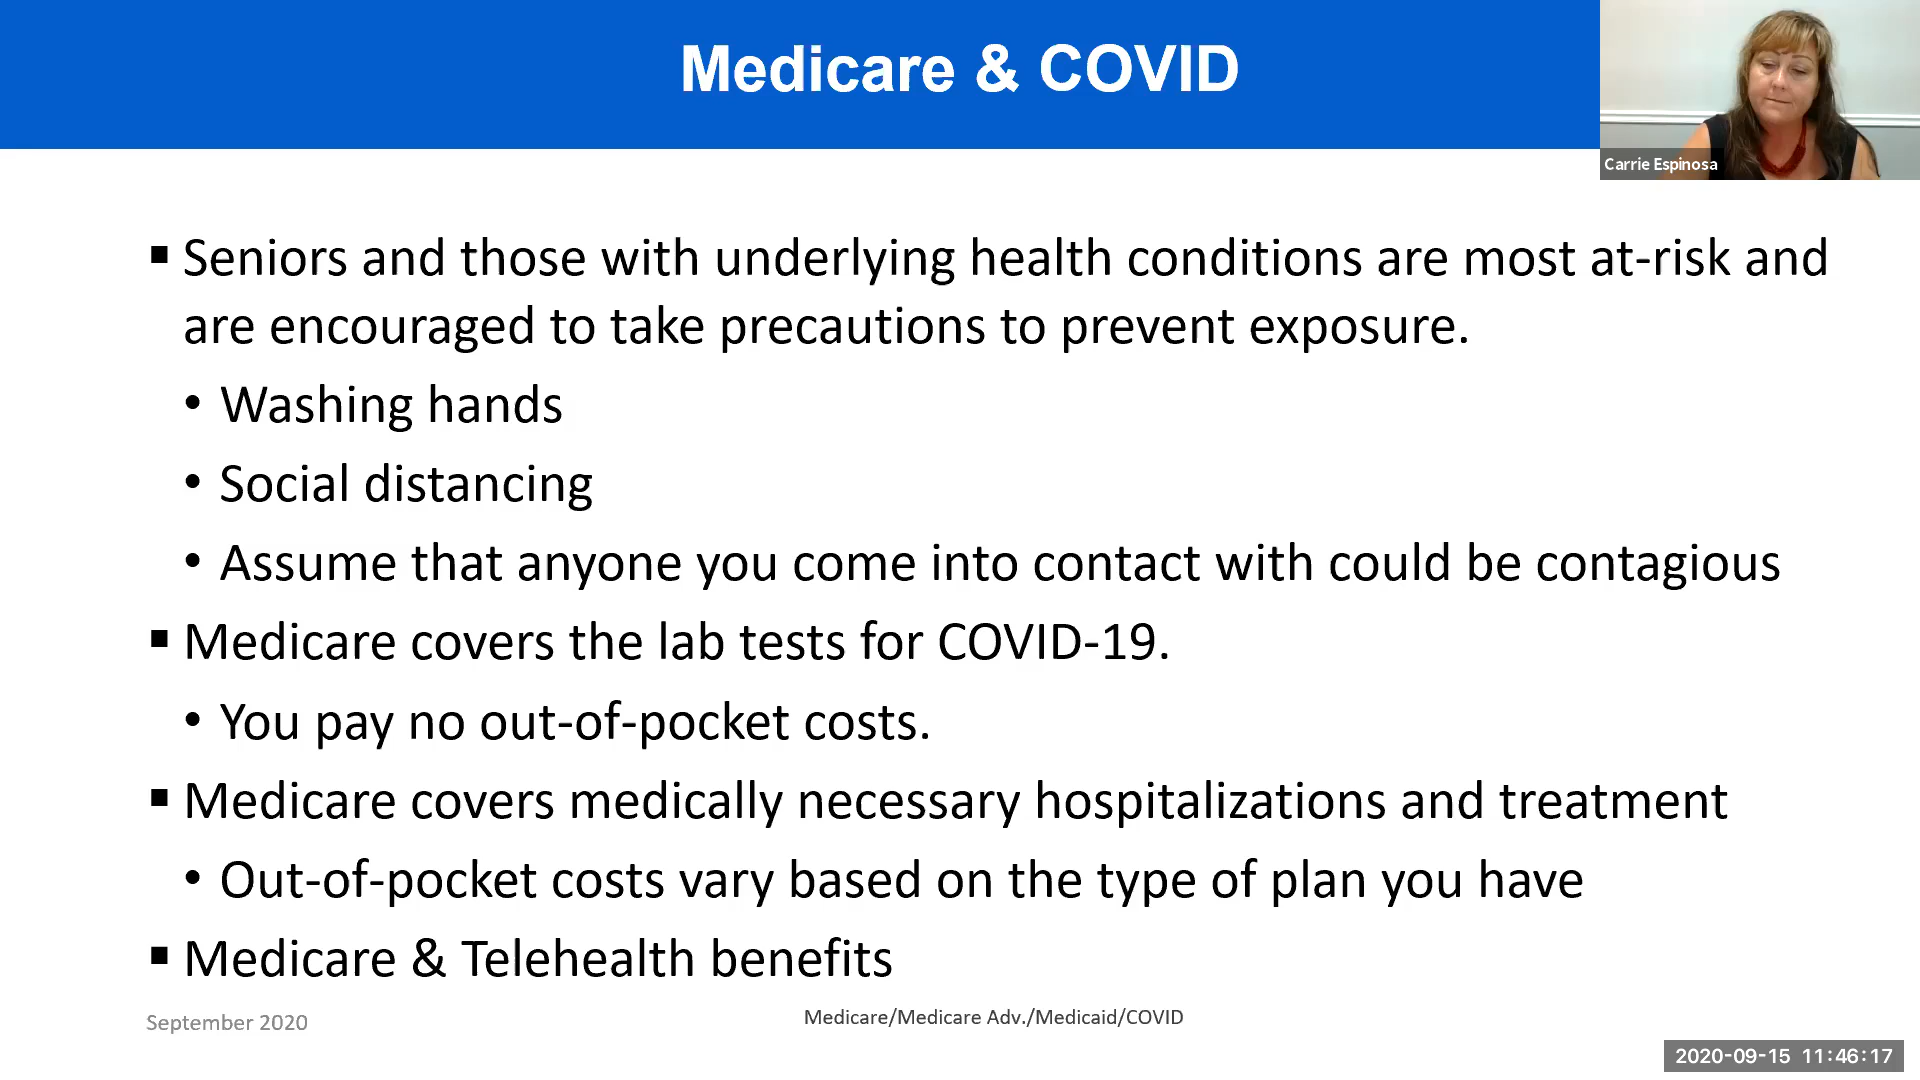 Medicare & COVID
Carrie Espinosa
▪ Seniors and those with underlying health conditions are most at-risk and
are encouraged to take precautions to prevent exposure.
• Washing hands
• Social distancing
• Assume that anyone you come into contact with could be contagious
▪ Medicare covers the lab tests for COVID-19.
• You pay no out-of-pocket costs.
▪ Medicare covers medically necessary hospitalizations and treatment
• Out-of-pocket costs vary based on the type of plan you have
▪ Medicare & Telehealth benefits
September 2020
Medicare/Medicare Adv./Medicaid/COVID
2020-09-15 11:46:17